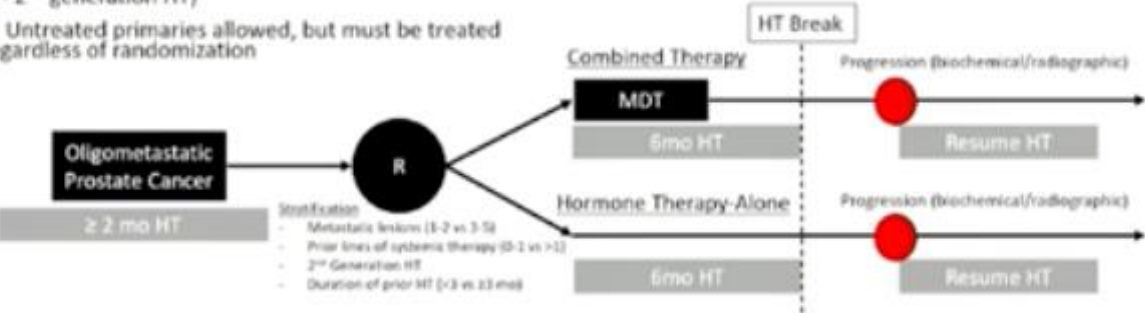 generation HT)
Untreated primaries allowed, but must be treated
gardless of randomization
HT Break
Combined Therapy
Progression (biochemical/radiographic)
MDT
6mo HT
Resume HT
Oligometastatic
Prostate Cancer
R
≥ 2 mo HT
Stratification
- Metastatic lesions (1-2 vs 3-5)
- Prior lines of systemic therapy (0-1 vs >1)
- 2nd Generation HT
- Duration of prior HT (<3 vs ≥3 mo)
Hormone Therapy-Alone
Progression (biochemical/radiographic)
6mo HT
Resume HT